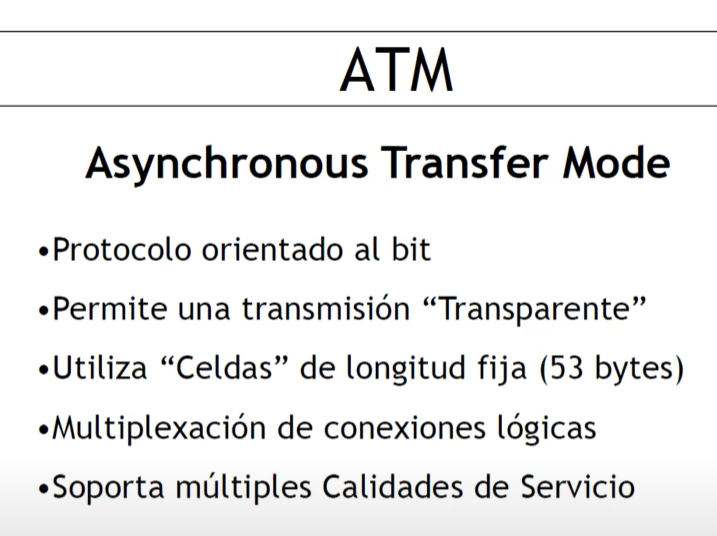 ATM
Asynchronous Transfer Mode
•Protocolo orientado al bit
•Permite una transmisión “Transparente”
•Utiliza “Celdas” de longitud fija (53 bytes)
•Multiplexación de conexiones lógicas
•Soporta múltiples Calidades de Servicio